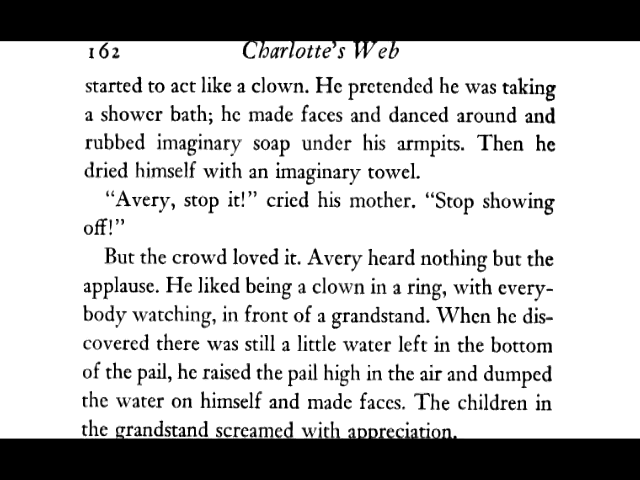 162 Charlotte's Web
started to act like a clown. He pretended he was taking
a shower bath; he made faces and danced around and
rubbed imaginary soap under his armpits. Then he
dried himself with an imaginary towel.
“Avery, stop it!” cried his mother. “Stop showing
off!”
But the crowd loved it. Avery heard nothing but the
applause. He liked being a clown in a ring, with every-
body watching, in front of a grandstand. When he dis-
covered there was still a little water left in the bottom
of the pail, he raised the pail high in the air and dumped
the water on himself and made faces. The children in
the grandstand screamed with appreciation.